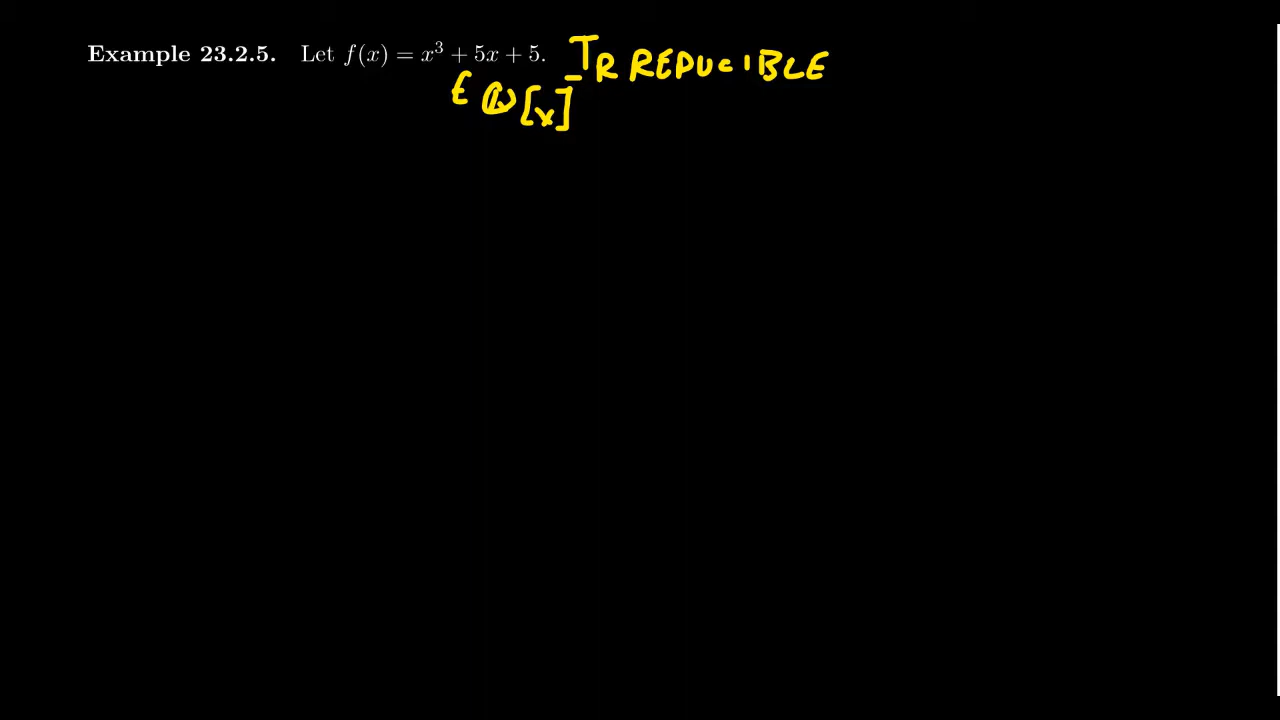 Example 23.2.5. Let f(x) = x³ + 5x + 5. IRREDUCIBLE
∈ ℚ[x]